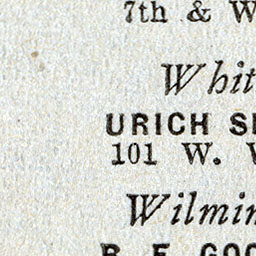 7th & W
Whit
URICH S
101 W.
Wilmin